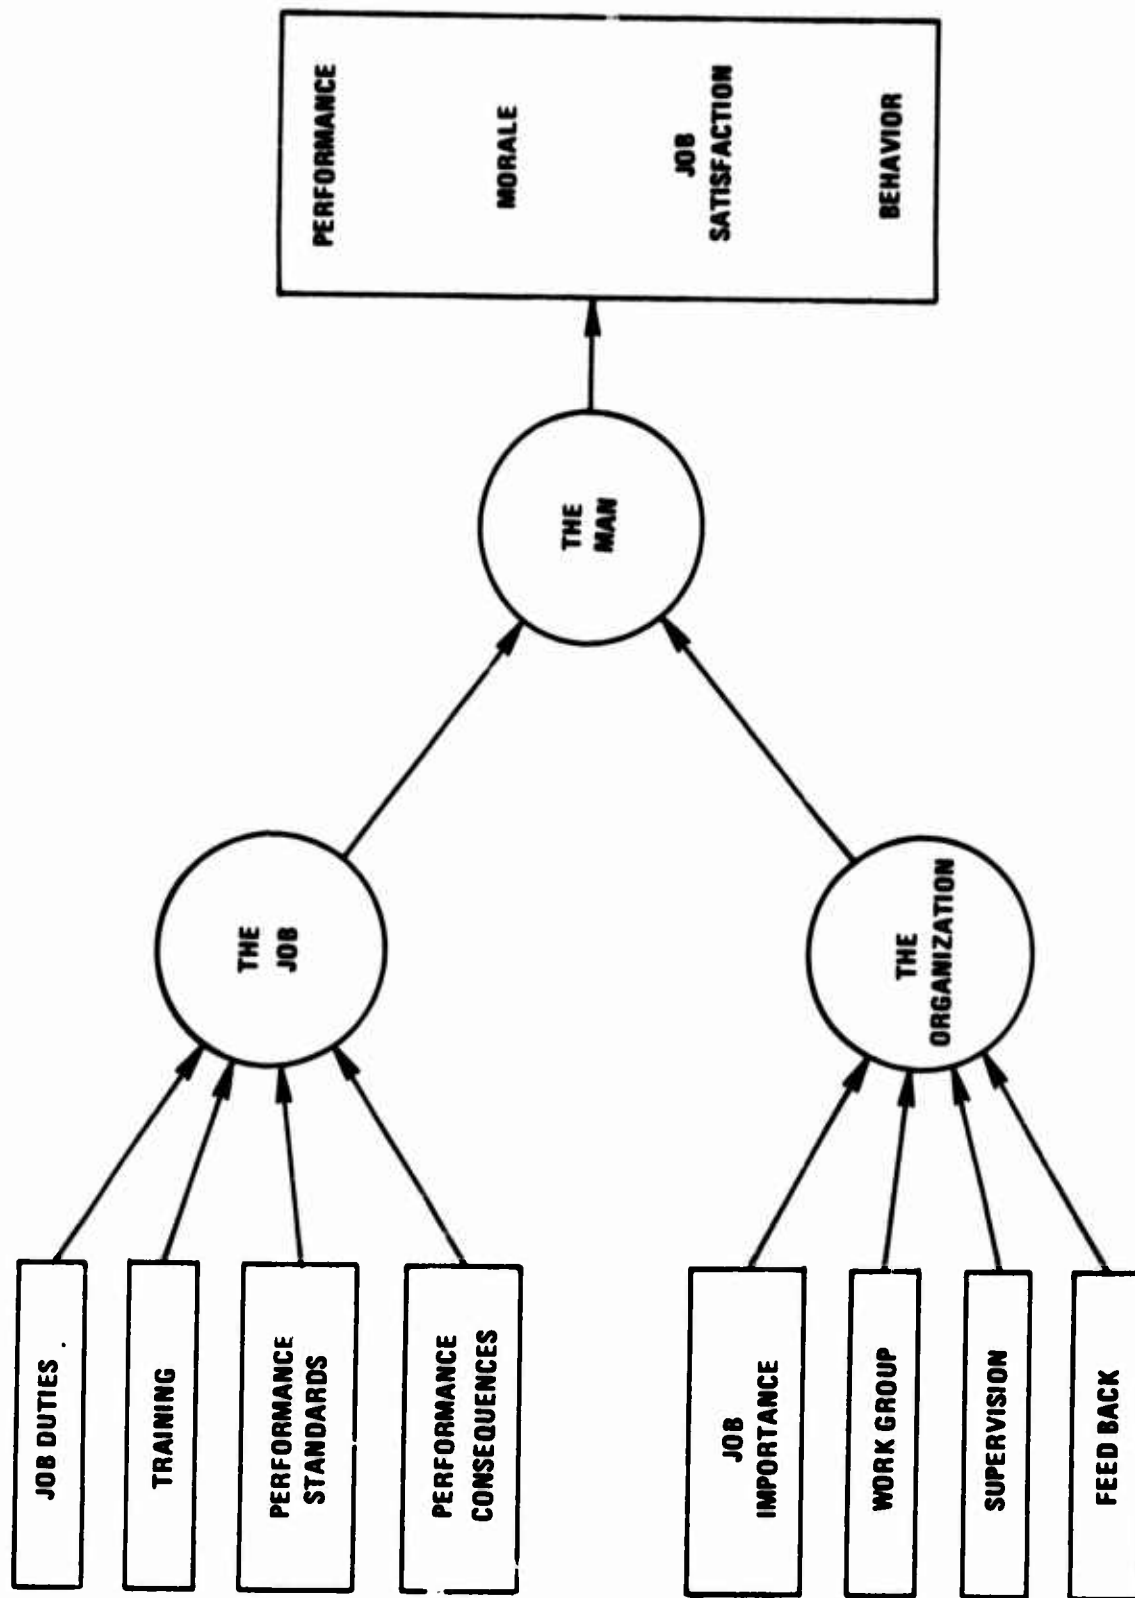 JOB DUTIES
TRAINING
PERFORMANCE
STANDARDS
PERFORMANCE
CONSEQUENCES
JOB
IMPORTANCE
WORK GROUP
SUPERVISION
FEED BACK
THE
JOB
THE
ORGANIZATION
THE
MAN
PERFORMANCE
MORALE
JOB
SATISFACTION
BEHAVIOR